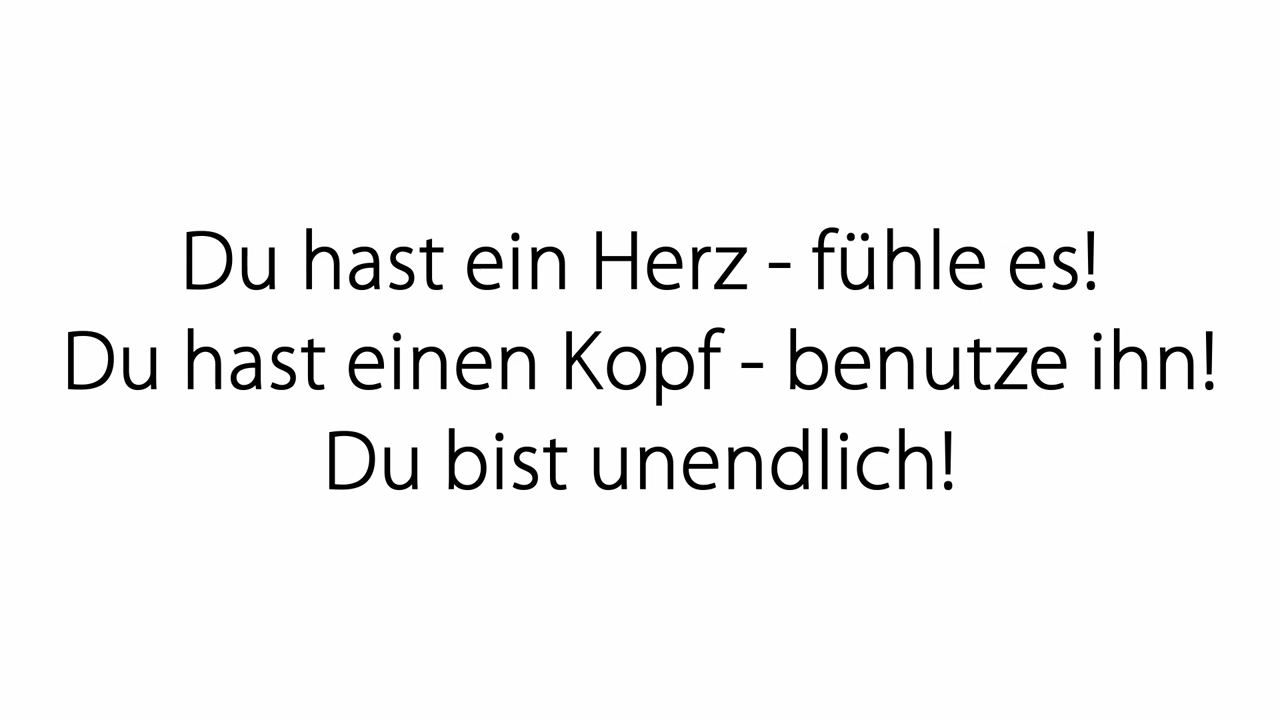 Du hast ein Herz - fühle es!
Du hast einen Kopf - benutze ihn!
Du bist unendlich!